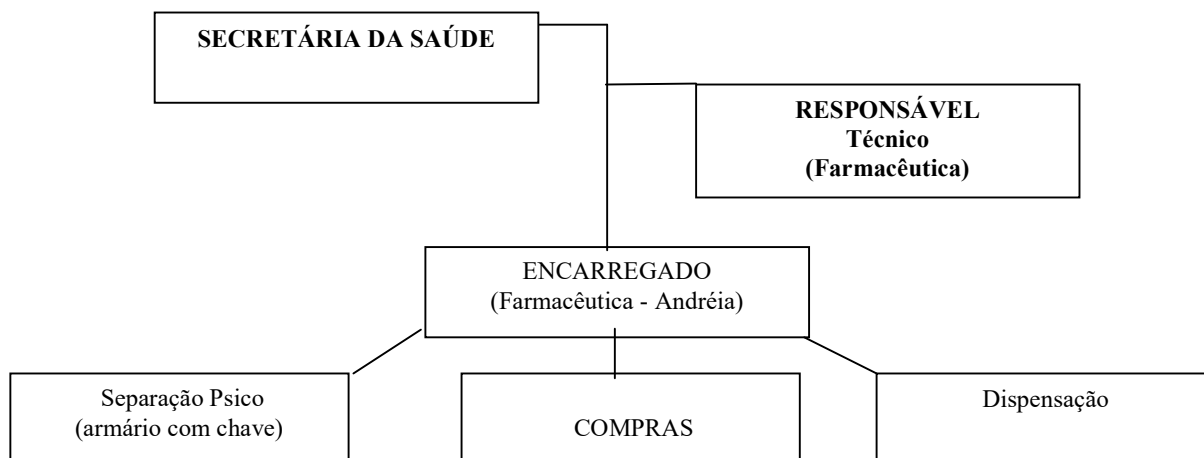 SECRETÁRIA DA SAÚDE
RESPONSÁVEL
Técnico
(Farmacêutica)
ENCARREGADO
(Farmacêutica - Andréia)
Separação Psico
(armário com chave)
COMPRAS
Dispensação